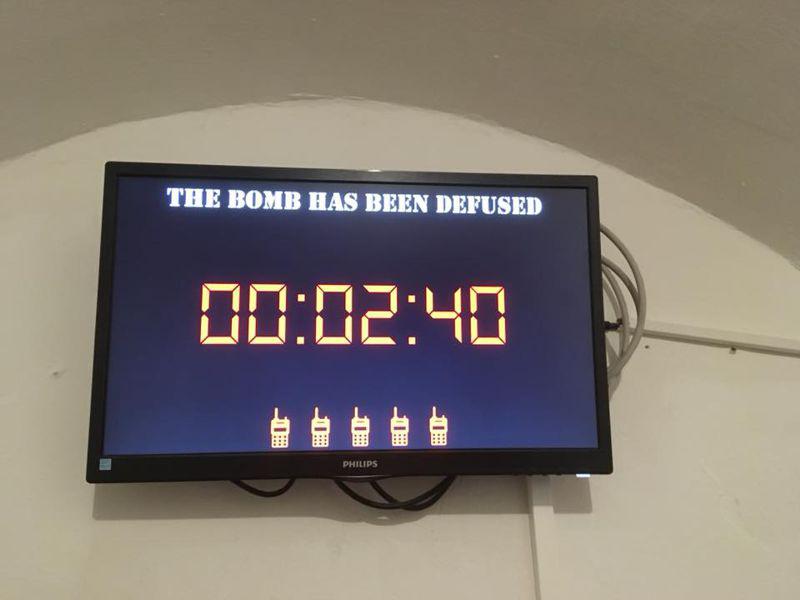 THE BOMB HAS BEEN DEFUSED
00:02:40
PHILIPS